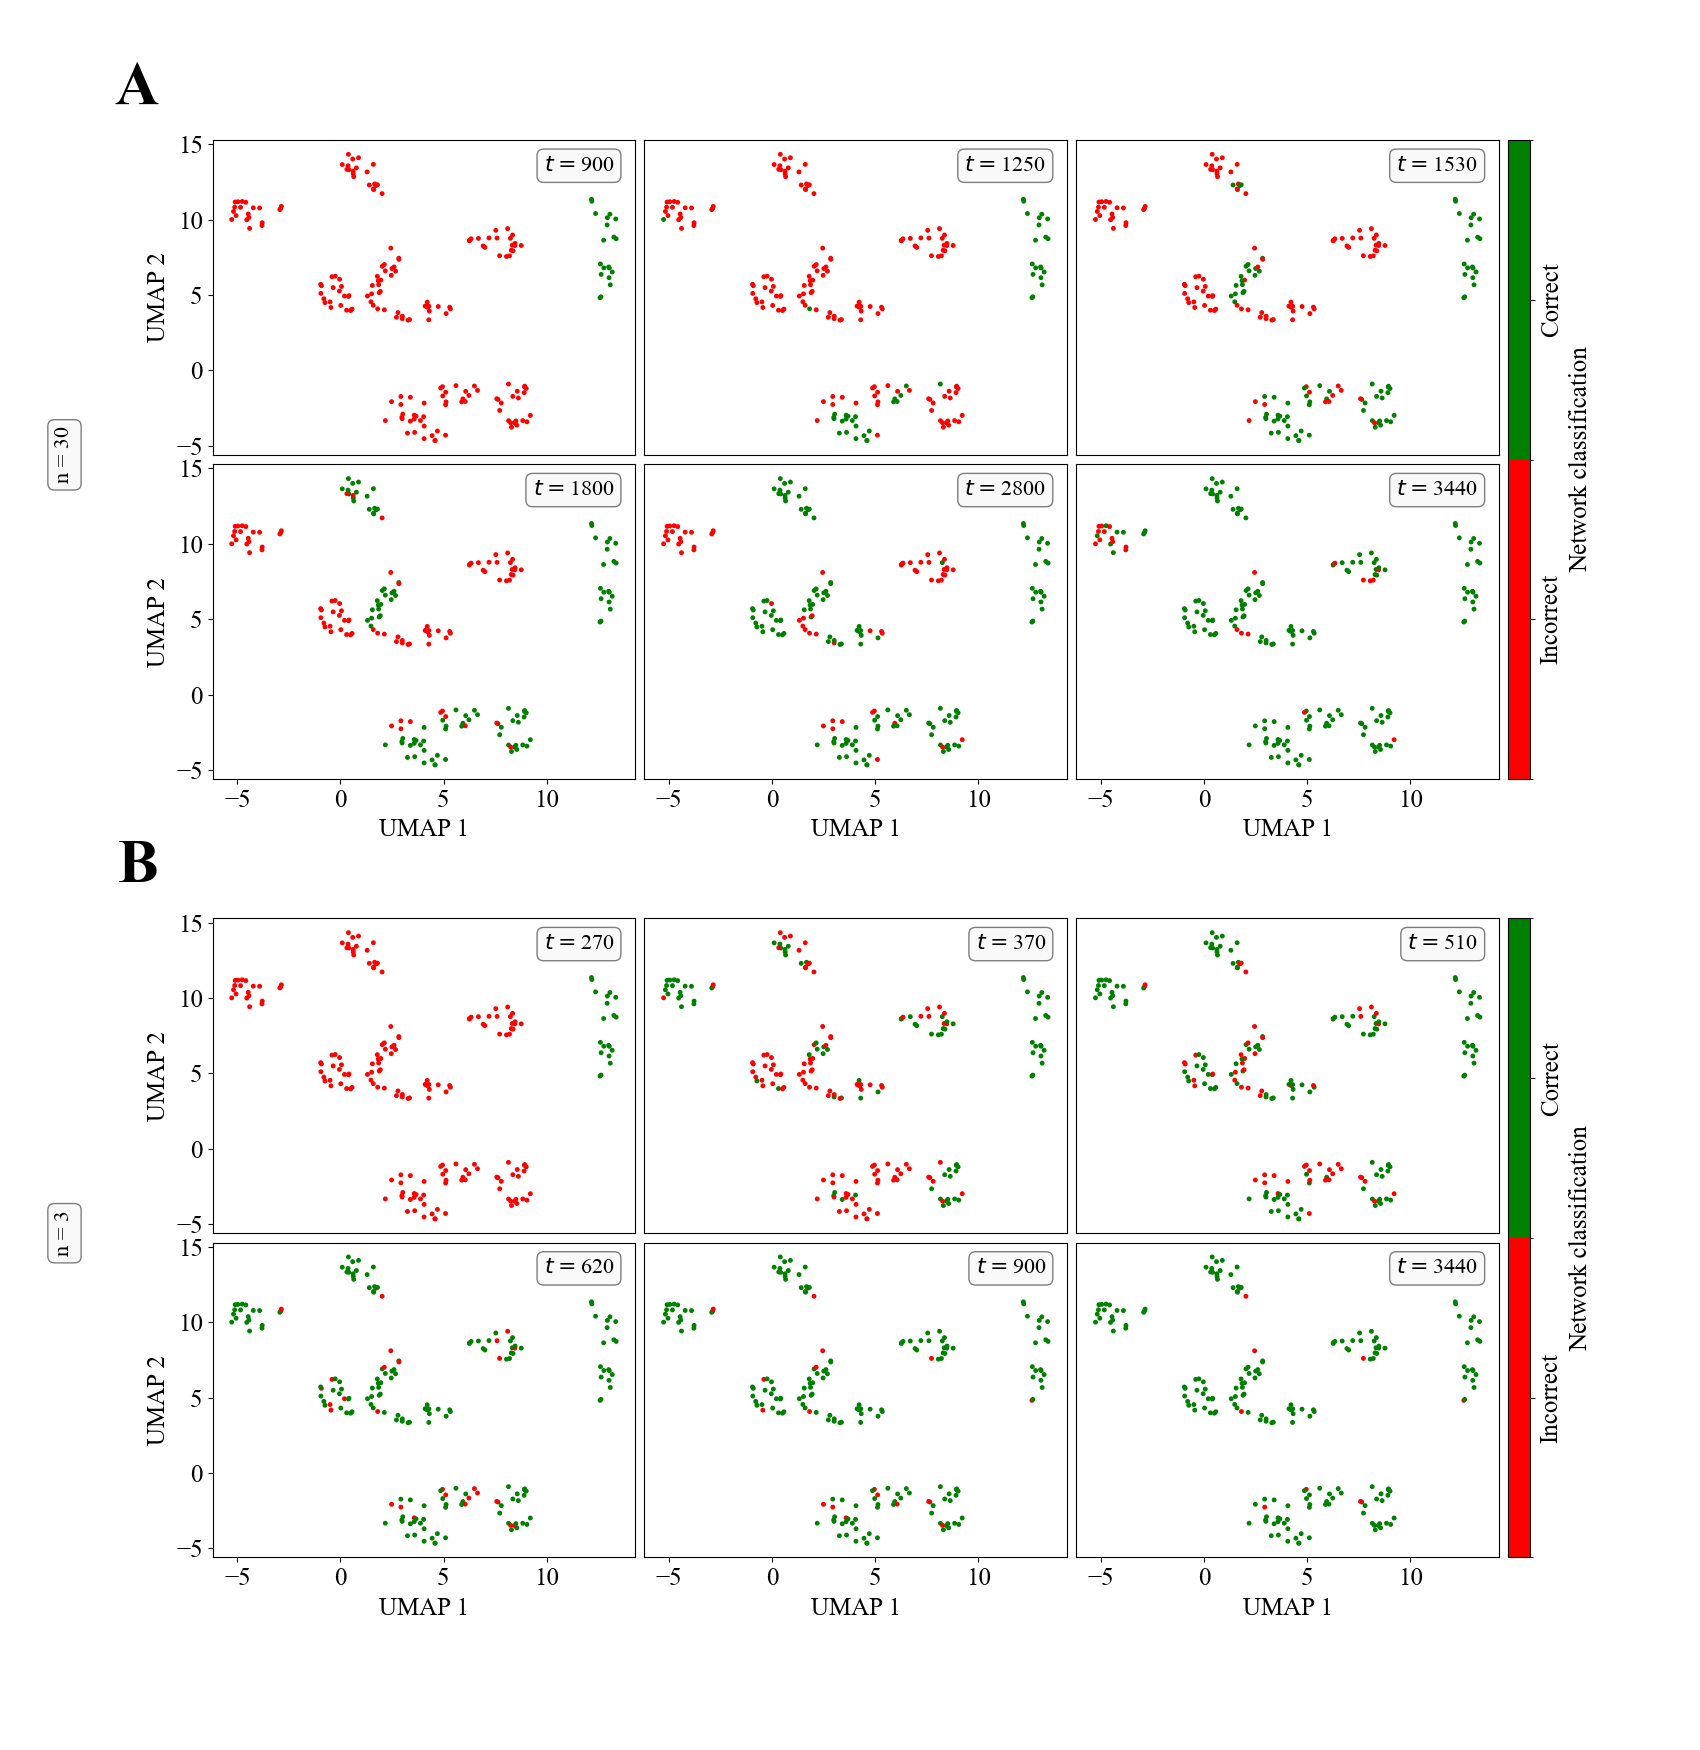 A
15
10
5
0
−5
UMAP 2
t = 900
t = 1250
t = 1530
n = 30
15
10
5
0
−5
UMAP 2
t = 1800
t = 2800
t = 3440
−5 0 5 10
−5 0 5 10
−5 0 5 10
UMAP 1
UMAP 1
UMAP 1
Correct
Incorrect
Network classification
B
15
10
5
0
−5
UMAP 2
t = 270
t = 370
t = 510
n = 3
15
10
5
0
−5
UMAP 2
t = 620
t = 900
t = 3440
−5 0 5 10
−5 0 5 10
−5 0 5 10
UMAP 1
UMAP 1
UMAP 1
Correct
Incorrect
Network classification